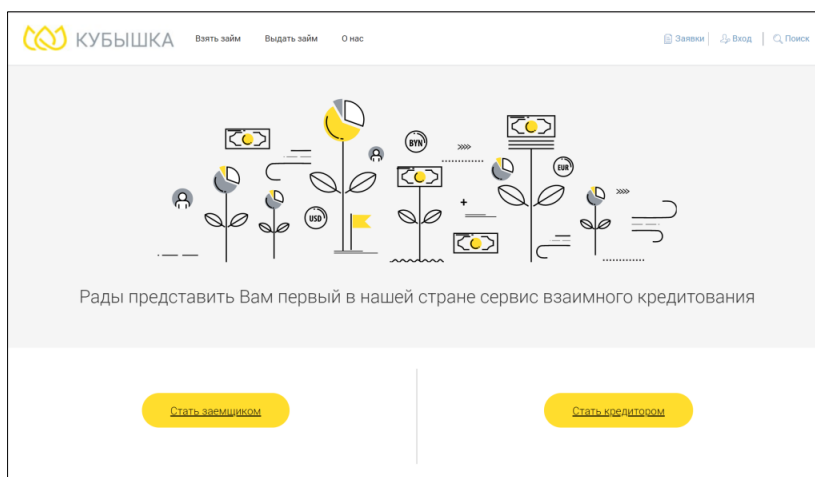 КУБЫШКА
Взять займ
Выдать займ
О нас
Заявки
Вход
Поиск
BYN
EUR
USD
Рады представить Вам первый в нашей стране сервис взаимного кредитования
Стать заемщиком
Стать кредитором